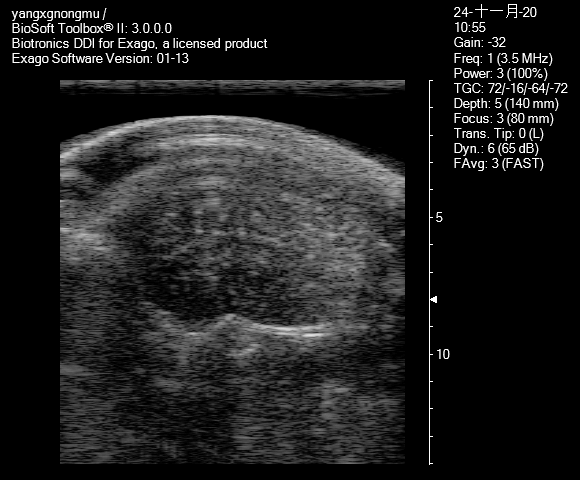 yangxgnongmu /
BioSoft Toolbox® II: 3.0.0.0
Biotronics DDI for Exago, a licensed product
Exago Software Version: 01-13
24-十一月-20
10:55
Gain: -32
Freq: 1 (3.5 MHz)
Power: 3 (100%)
TGC: 72/-16/-64/-72
Depth: 5 (140 mm)
Focus: 3 (80 mm)
Trans. Tip: 0 (L)
Dyn.: 6 (65 dB)
FAvg: 3 (FAST)
5
10